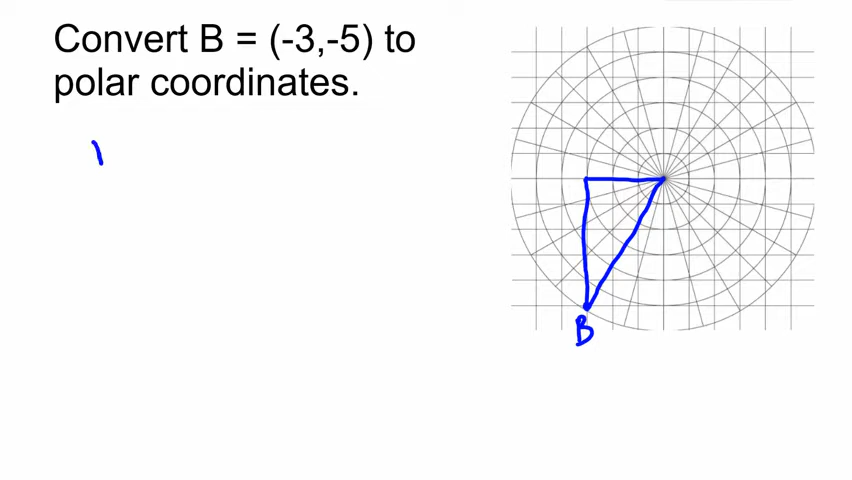 Convert B = (-3,-5) to
polar coordinates.
B